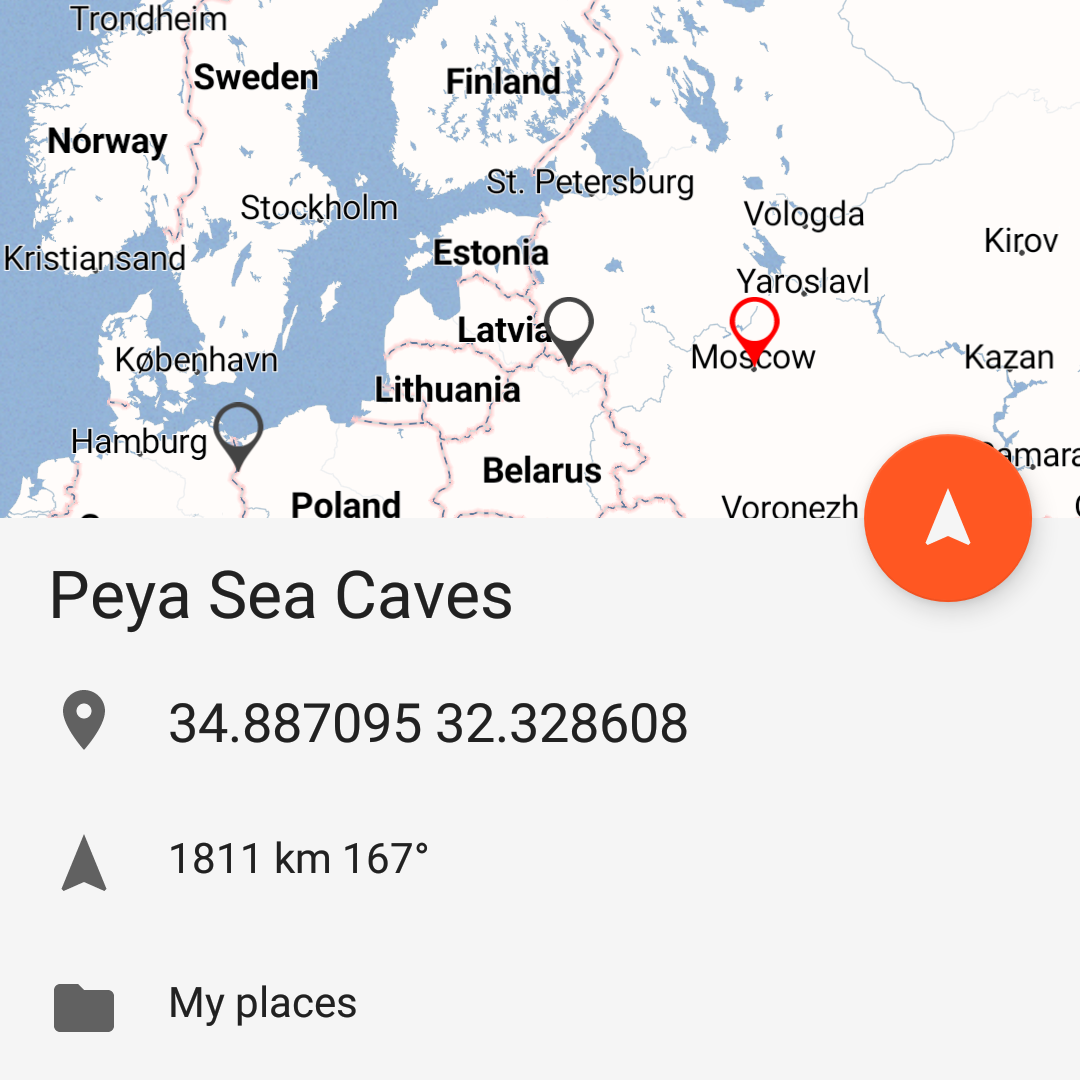 Trondheim
Sweden
Finland
Norway
St. Petersburg
Stockholm
Vologda
Kirov
Estonia
Kristiansand
Yaroslavl
Latvia
København
Moscow
Kazan
Lithuania
Hamburg
Belarus
Poland
Voronezh
Peya Sea Caves
34.887095 32.328608
1811 km 167°
My places